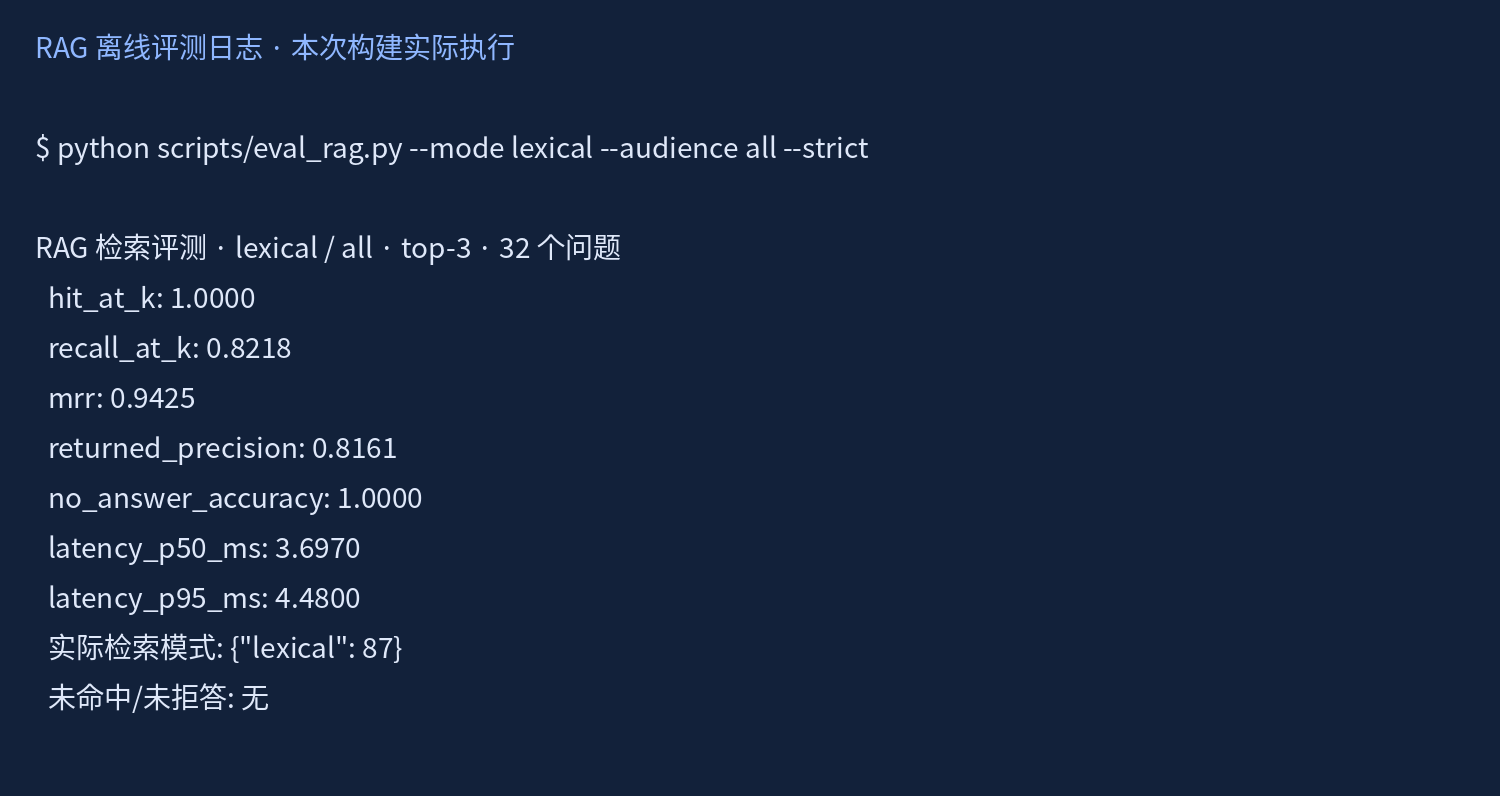 RAG 离线评测日志 · 本次构建实际执行
$ python scripts/eval_rag.py --mode lexical --audience all --strict
RAG 检索评测 · lexical / all · top-3 · 32 个问题
hit_at_k: 1.0000
recall_at_k: 0.8218
mrr: 0.9425
returned_precision: 0.8161
no_answer_accuracy: 1.0000
latency_p50_ms: 3.6970
latency_p95_ms: 4.4800
实际检索模式: {"lexical": 87}
未命中/未拒答: 无